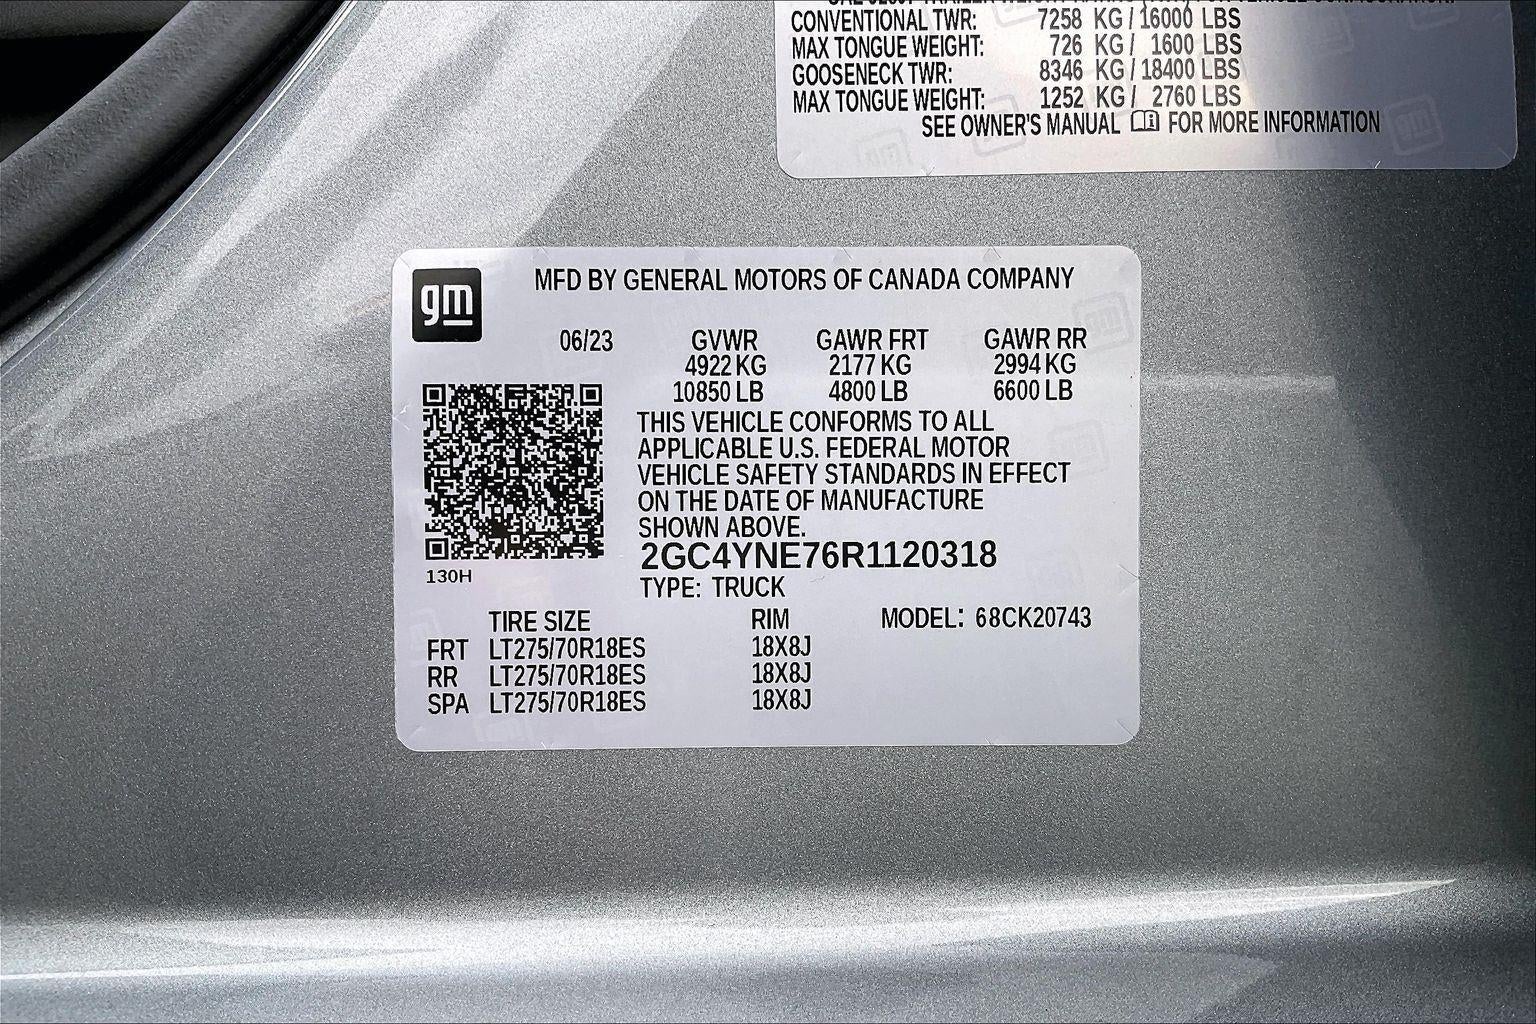 CONVENTIONAL TWR: 7258 KG / 16000 LBS
MAX TONGUE WEIGHT: 726 KG / 1600 LBS
GOOSENECK TWR: 8346 KG / 18400 LBS
MAX TONGUE WEIGHT: 1252 KG / 2760 LBS
SEE OWNER'S MANUAL FOR MORE INFORMATION
gm
MFD BY GENERAL MOTORS OF CANADA COMPANY
06/23 GVWR GAWR FRT GAWR RR
4922 KG 2177 KG 2994 KG
10850 LB 4800 LB 6600 LB
THIS VEHICLE CONFORMS TO ALL
APPLICABLE U.S. FEDERAL MOTOR
VEHICLE SAFETY STANDARDS IN EFFECT
ON THE DATE OF MANUFACTURE
SHOWN ABOVE.
2GC4YNE76R1120318
130H
TYPE: TRUCK
TIRE SIZE RIM MODEL: 68CK20743
FRT LT275/70R18ES 18X8J
RR LT275/70R18ES 18X8J
SPA LT275/70R18ES 18X8J